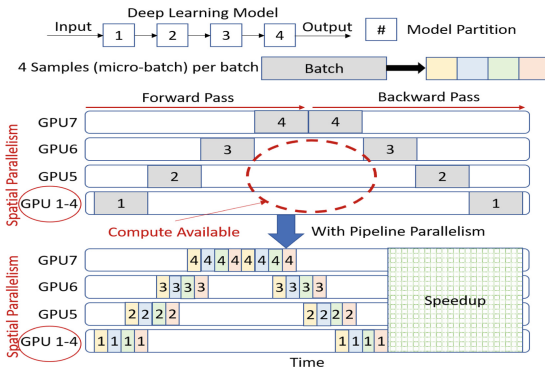 Deep Learning Model
Input 1 2 3 4 Output # Model Partition
4 Samples (micro-batch) per batch Batch
Forward Pass Backward Pass
Spatial Parallelism
GPU7 4 4
GPU6 3 3
GPU5 2 2
GPU 1-4 1 1
Compute Available
With Pipeline Parallelism
Spatial Parallelism
GPU7 4 4 4 4 4 4 4 4
GPU6 3 3 3 3 3 3 3 3
GPU5 2 2 2 2 2 2 2 2
GPU 1-4 1 1 1 1 1 1 1 1
Speedup
Time